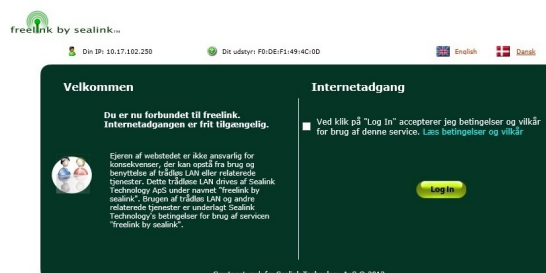 freelink by sealink™
Din IP: 10.17.102.250
Dit udstyr: F0:DE:F1:49:4C:0D
English
Dansk
Velkommen
Du er nu forbundet til freelink.
Internetadgangen er frit tilgængelig.
Ejeren af webstedet er ikke ansvarlig for
konsekvenser, der kan opstå fra brug og
benyttelse af trådløs LAN eller relaterede
tjenester. Dette trådløse LAN drives af Sealink
Technology ApS under navnet "freelink by
sealink". Brugen af trådløs LAN og andre
relaterede tjenester er underlagt Sealink
Technology's betingelser for brug af servicen
"freelink by sealink".
Internetadgang
Ved klik på "Log In" accepterer jeg betingelser og vilkår
for brug af denne service. Læs betingelser og vilkår
Log In